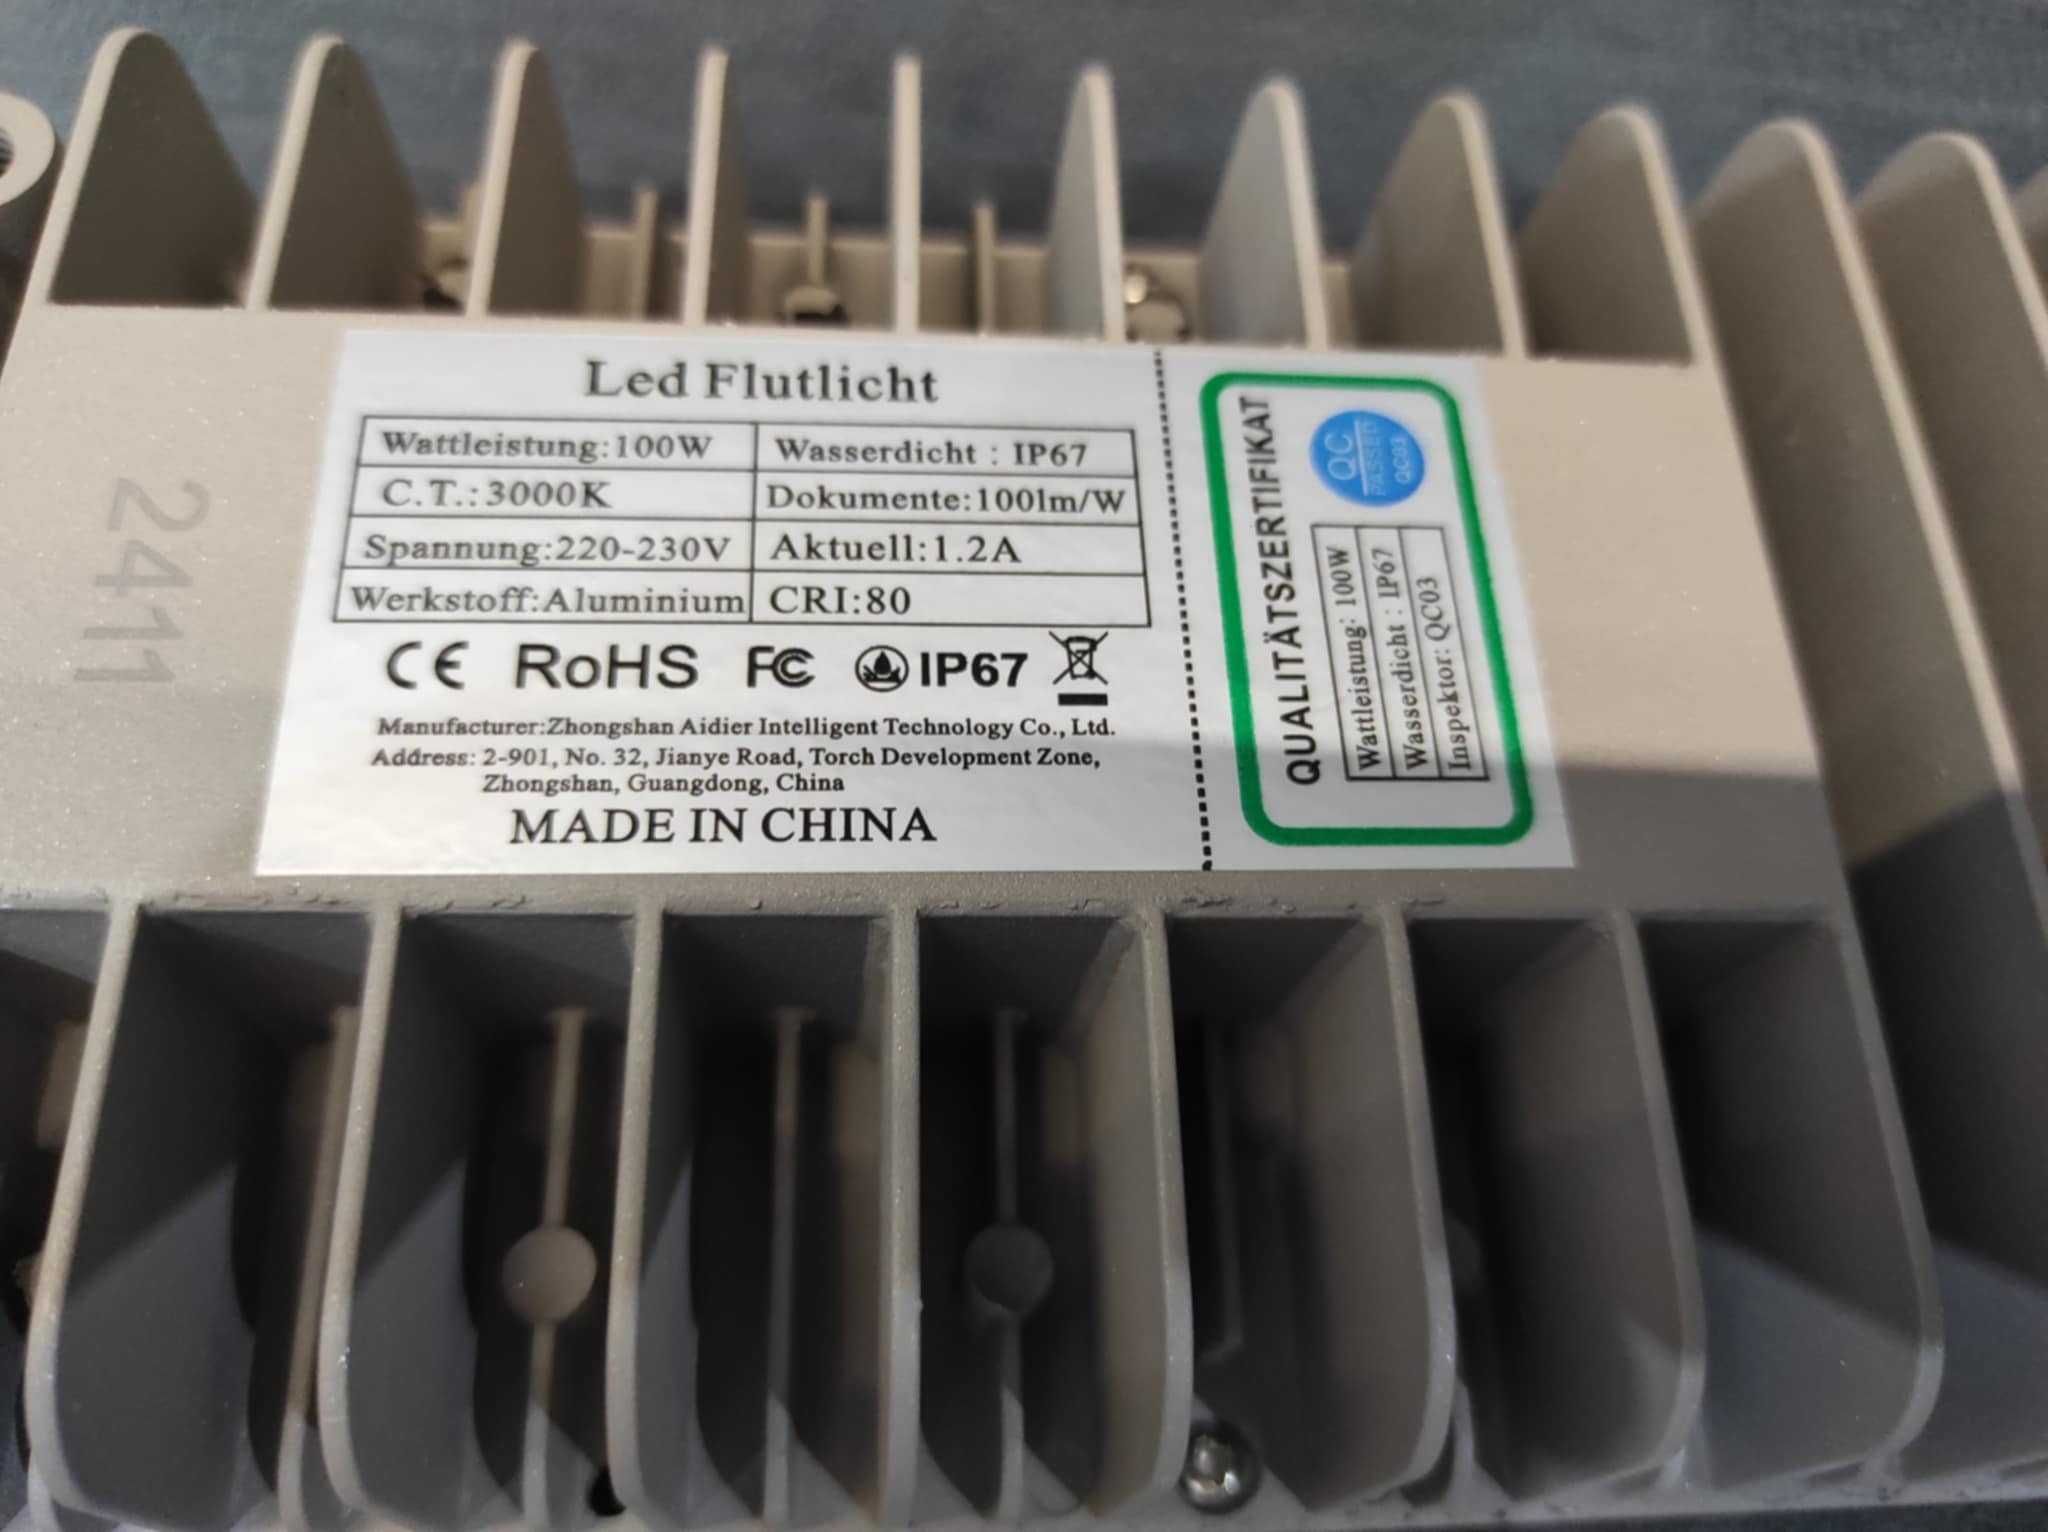 2411
Led Flutlicht
Wattleistung:100W
Wasserdicht : IP67
C.T.:3000K
Dokumente:100lm/W
Spannung:220-230V
Aktuell:1.2A
Werkstoff:Aluminium
CRI:80
CE RoHS FC IP67
Manufacturer:Zhongshan Aidier Intelligent Technology Co., Ltd.
Address: 2-901, No. 32, Jianye Road, Torch Development Zone,
Zhongshan, Guangdong, China
MADE IN CHINA
QUALITÄTSZERTIFIKAT
QC
PASSED
QC03
Wattleistung: 100W
Wasserdicht : IP67
Inspektor: QC03